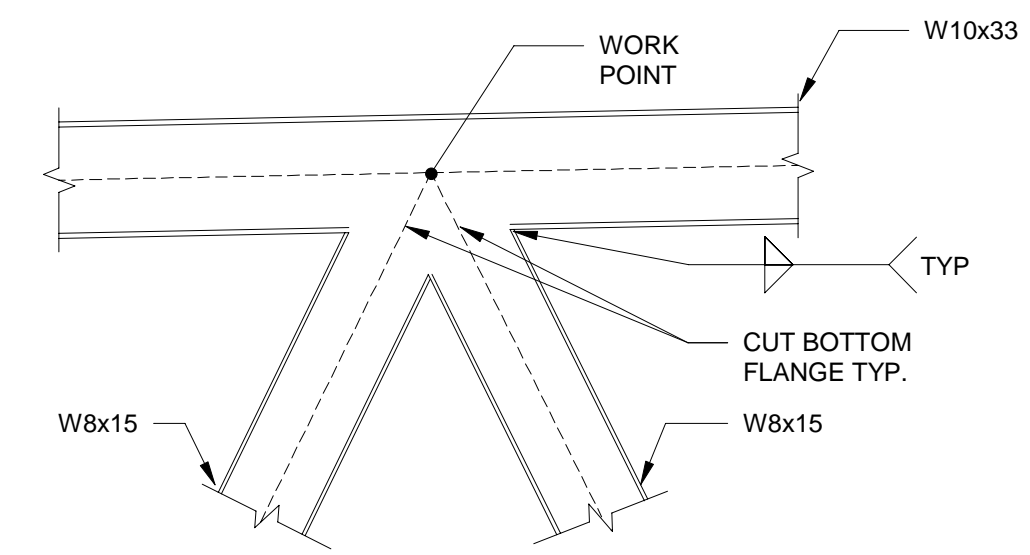 W10x33
WORK
POINT
TYP
CUT BOTTOM
FLANGE TYP.
W8x15
W8x15